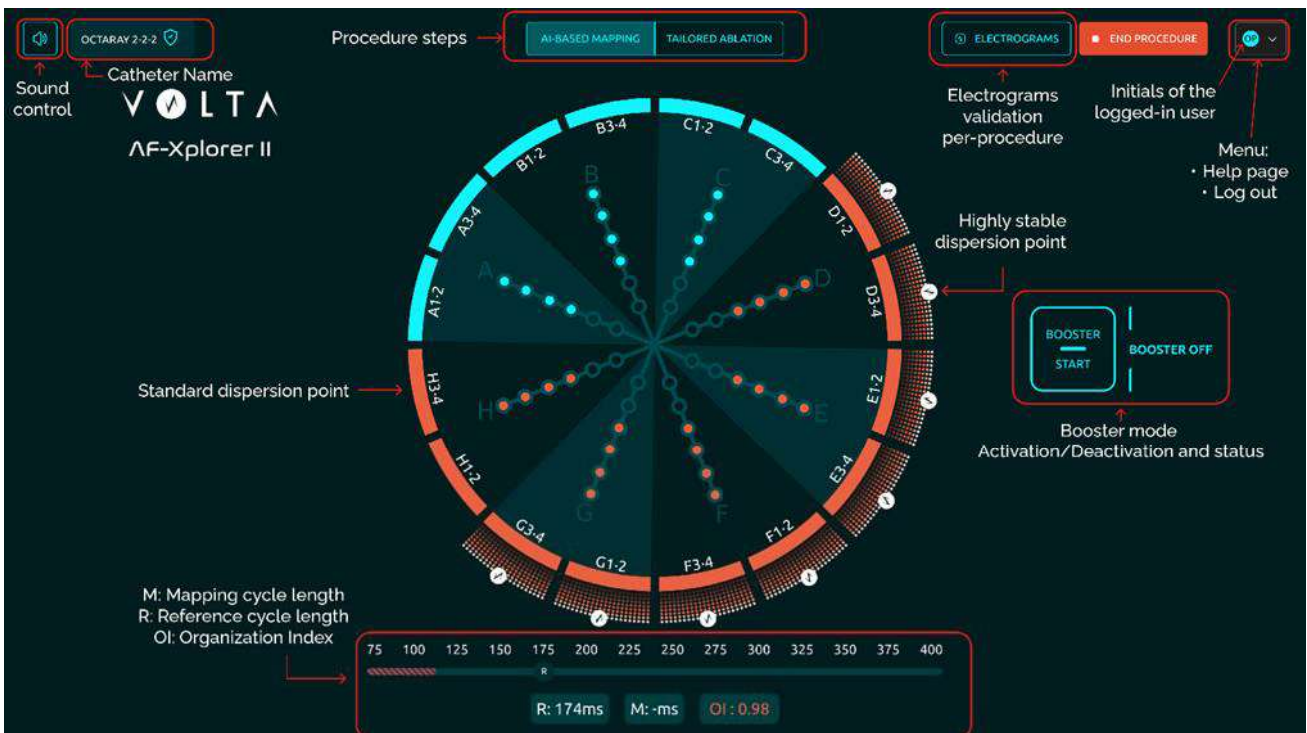 OCTARAY 2-2-2
Procedure steps
AI-BASED MAPPING
TAILORED ABLATION
ELECTROGRAMS
END PROCEDURE
OP
Sound
control
Catheter Name
VOLTA
AF-Xplorer II
Electrograms
validation
per-procedure
Initials of the
logged-in user
Menu:
• Help page
• Log out
B3-4
C1-2
B1-2
C3-4
A3-4
D1-2
A1-2
D3-4
H3-4
E1-2
H1-2
E3-4
G3-4
F1-2
G1-2
F3-4
B
C
A
D
H
E
G
F
Highly stable
dispersion point
BOOSTER
START
BOOSTER OFF
Booster mode
Activation/Deactivation and status
Standard dispersion point
M: Mapping cycle length
R: Reference cycle length
OI: Organization Index
75 100 125 150 175 200 225 250 275 300 325 350 375 400
R
R: 174ms
M: -ms
OI : 0.98